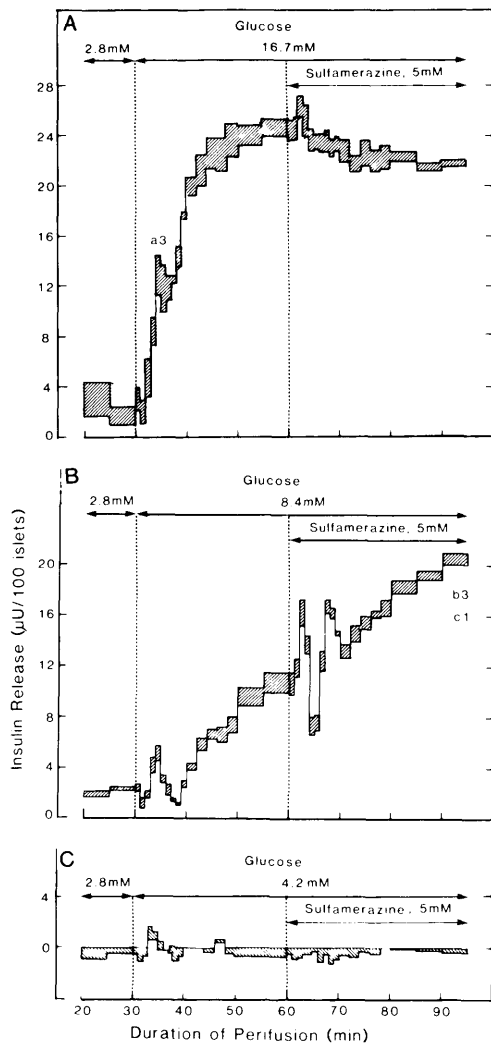 A
Glucose
2.8mM 16.7mM
Sulfamerazine, 5mM
28
24
20
16
a3
12
8
4
0
B
Glucose
2.8mM 8.4mM
Sulfamerazine, 5mM
20
b3
16
c1
12
8
4
0
Insulin Release (µU/100 islets)
C
Glucose
2.8mM 4.2mM
4
Sulfamerazine, 5mM
0
20 30 40 50 60 70 80 90
Duration of Perifusion (min)